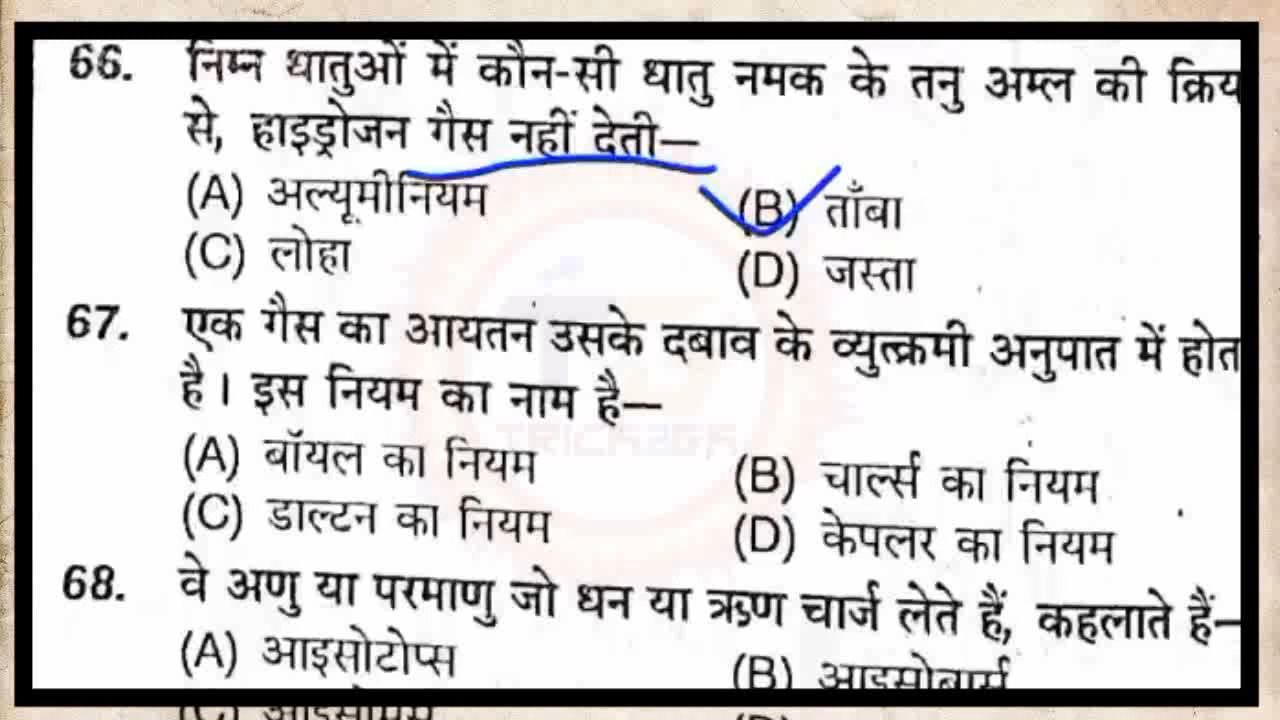 66. निम्न धातुओं में कौन-सी धातु नमक के तनु अम्ल की क्रिय
से, हाइड्रोजन गैस नहीं देती—
(A) अल्यूमीनियम (B) ताँबा
(C) लोहा (D) जस्ता
67. एक गैस का आयतन उसके दबाव के व्युत्क्रमी अनुपात में होत
है। इस नियम का नाम है—
(A) बॉयल का नियम (B) चार्ल्स का नियम
(C) डाल्टन का नियम (D) केपलर का नियम
68. वे अणु या परमाणु जो धन या ऋण चार्ज लेते हैं, कहलाते हैं—
(A) आइसोटोप्स (B) आइसोबार्स